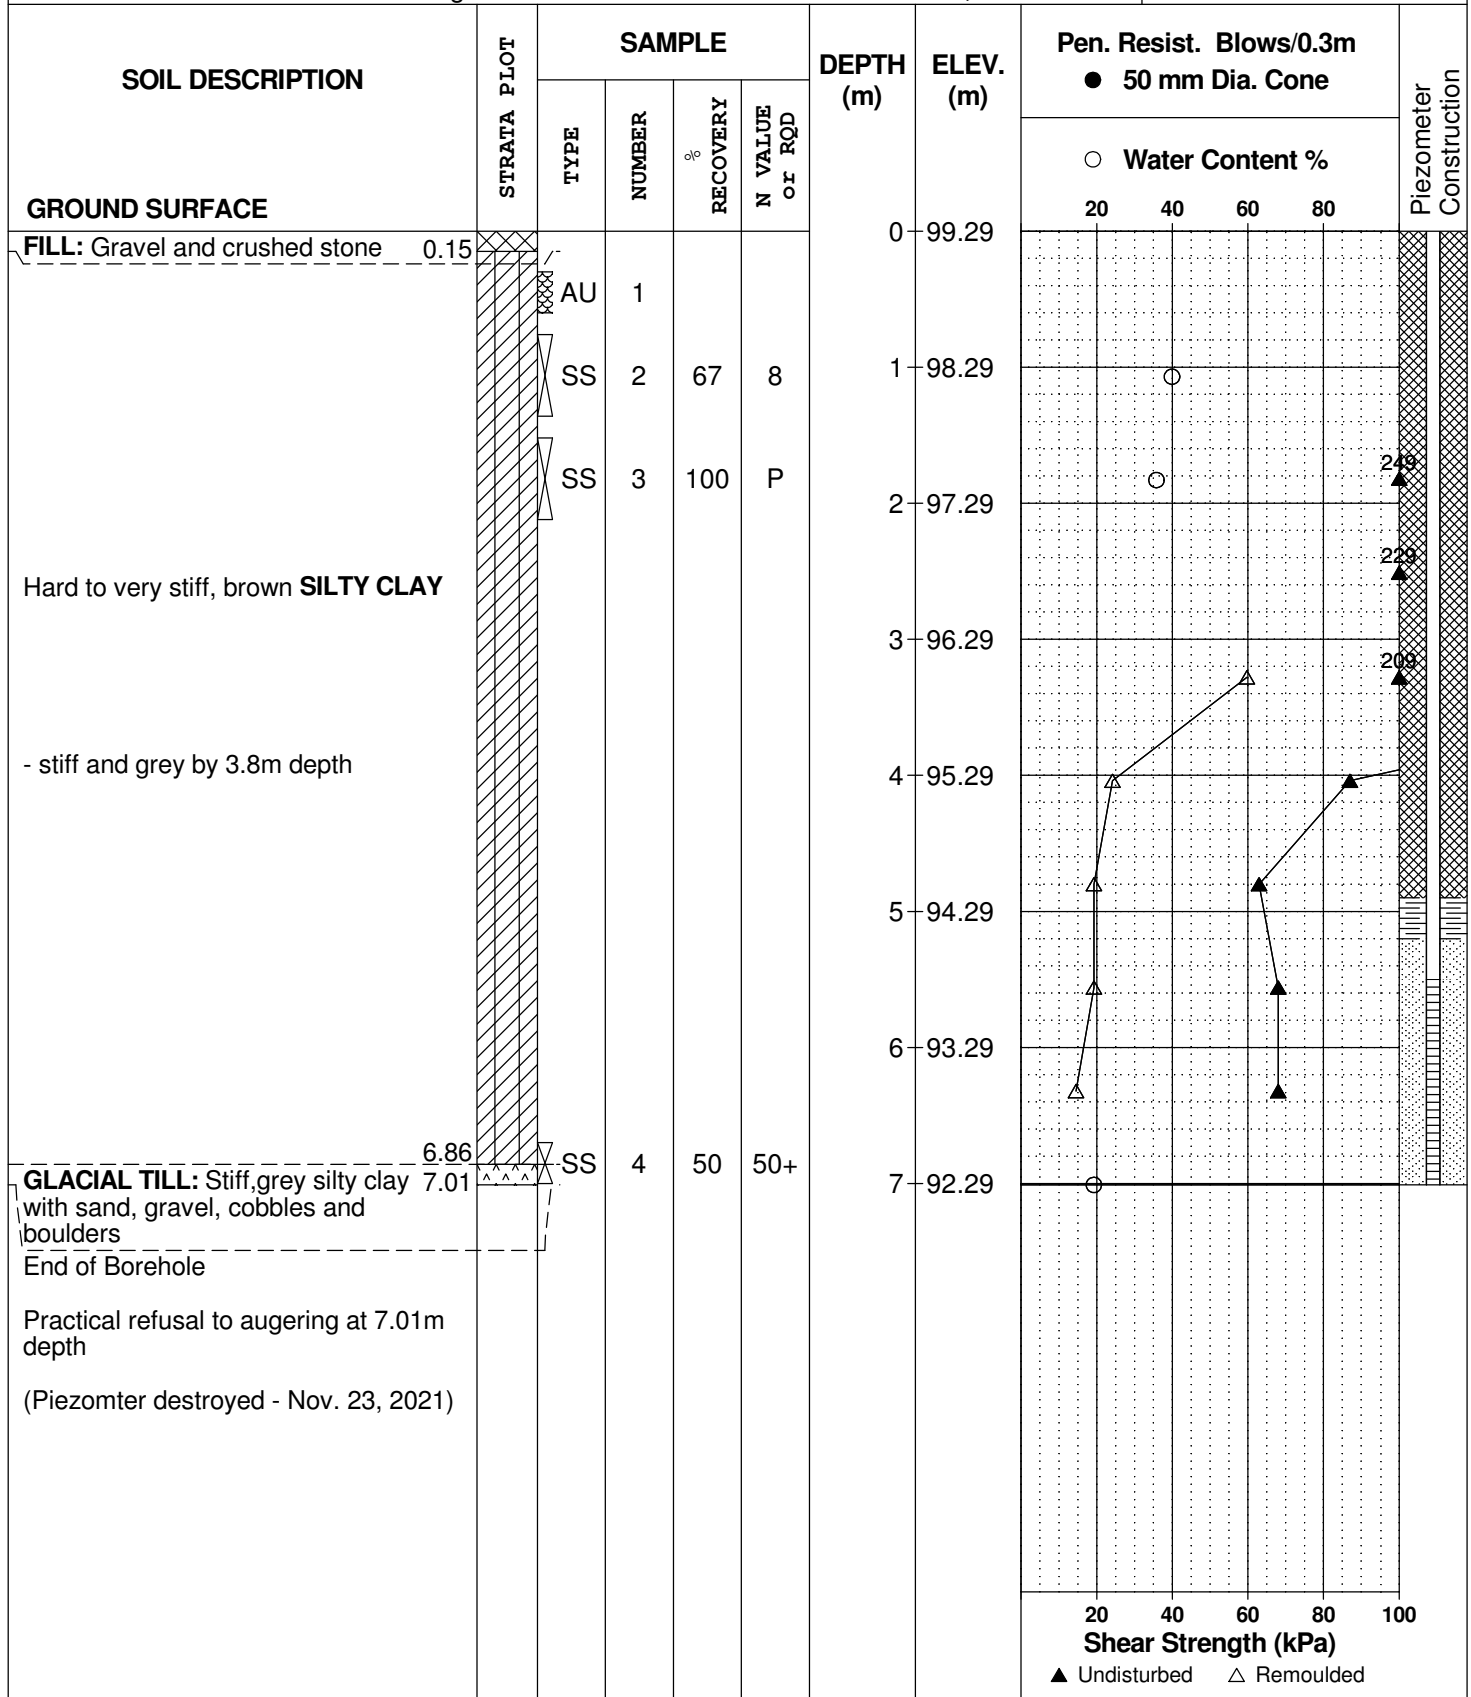 SOIL DESCRIPTION
GROUND SURFACE
STRATA PLOT
SAMPLE
TYPE
NUMBER
%
RECOVERY
N VALUE
or RQD
DEPTH
(m)
ELEV.
(m)
Pen. Resist. Blows/0.3m
● 50 mm Dia. Cone
○ Water Content %
20 40 60 80
Piezometer
Construction
FILL: Gravel and crushed stone 0.15
0 99.29
AU 1
SS 2 67 8
1 98.29
SS 3 100 P
249
2 97.29
229
Hard to very stiff, brown SILTY CLAY
3 96.29
209
- stiff and grey by 3.8m depth
4 95.29
5 94.29
6 93.29
6.86
SS 4 50 50+
GLACIAL TILL: Stiff,grey silty clay 7.01
with sand, gravel, cobbles and
boulders
7 92.29
End of Borehole
Practical refusal to augering at 7.01m
depth
(Piezomter destroyed - Nov. 23, 2021)
20 40 60 80 100
Shear Strength (kPa)
▲ Undisturbed △ Remoulded